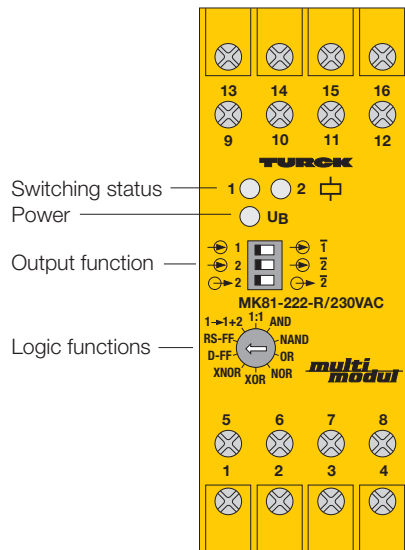 13 14 15 16
9 10 11 12
TURCK
Switching status 1 2
Power UB
1 1
Output function 2 2
2 2
MK81-222-R/230VAC
1→1+2 1:1 AND
RS-FF NAND
Logic functions D-FF OR
XNOR XOR NOR
multi
modul
5 6 7 8
1 2 3 4